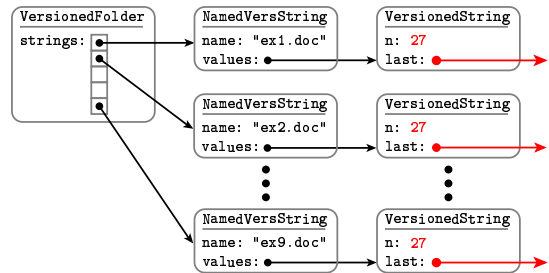 VersionedFolder
strings:
NamedVersString
name: "ex1.doc"
values:
VersionedString
n: 27
last:
NamedVersString
name: "ex2.doc"
values:
VersionedString
n: 27
last:
NamedVersString
name: "ex9.doc"
values:
VersionedString
n: 27
last: